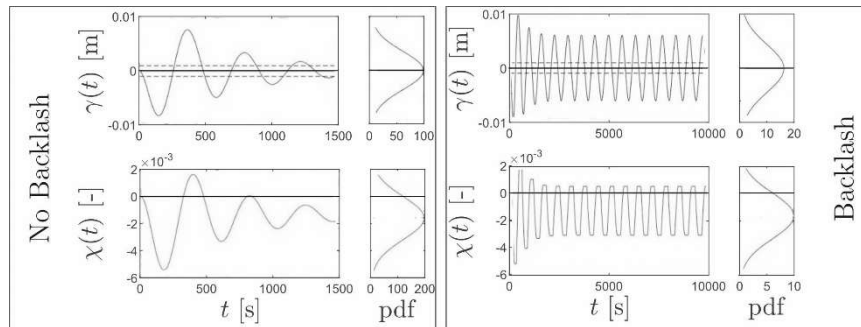 No Backlash
γ(t) [m]
0.01
0
-0.01
0 500 1000 1500
0 50 100
χ(t) [-]
×10⁻³
2
0
-2
-4
-6
0 500 1000 1500
0 100 200
t [s]
pdf
γ(t) [m]
0.01
0
-0.01
0 5000 10000
0 10 20
χ(t) [-]
×10⁻³
2
0
-2
-4
-6
0 5000 10000
0 5 10
t [s]
pdf
Backlash